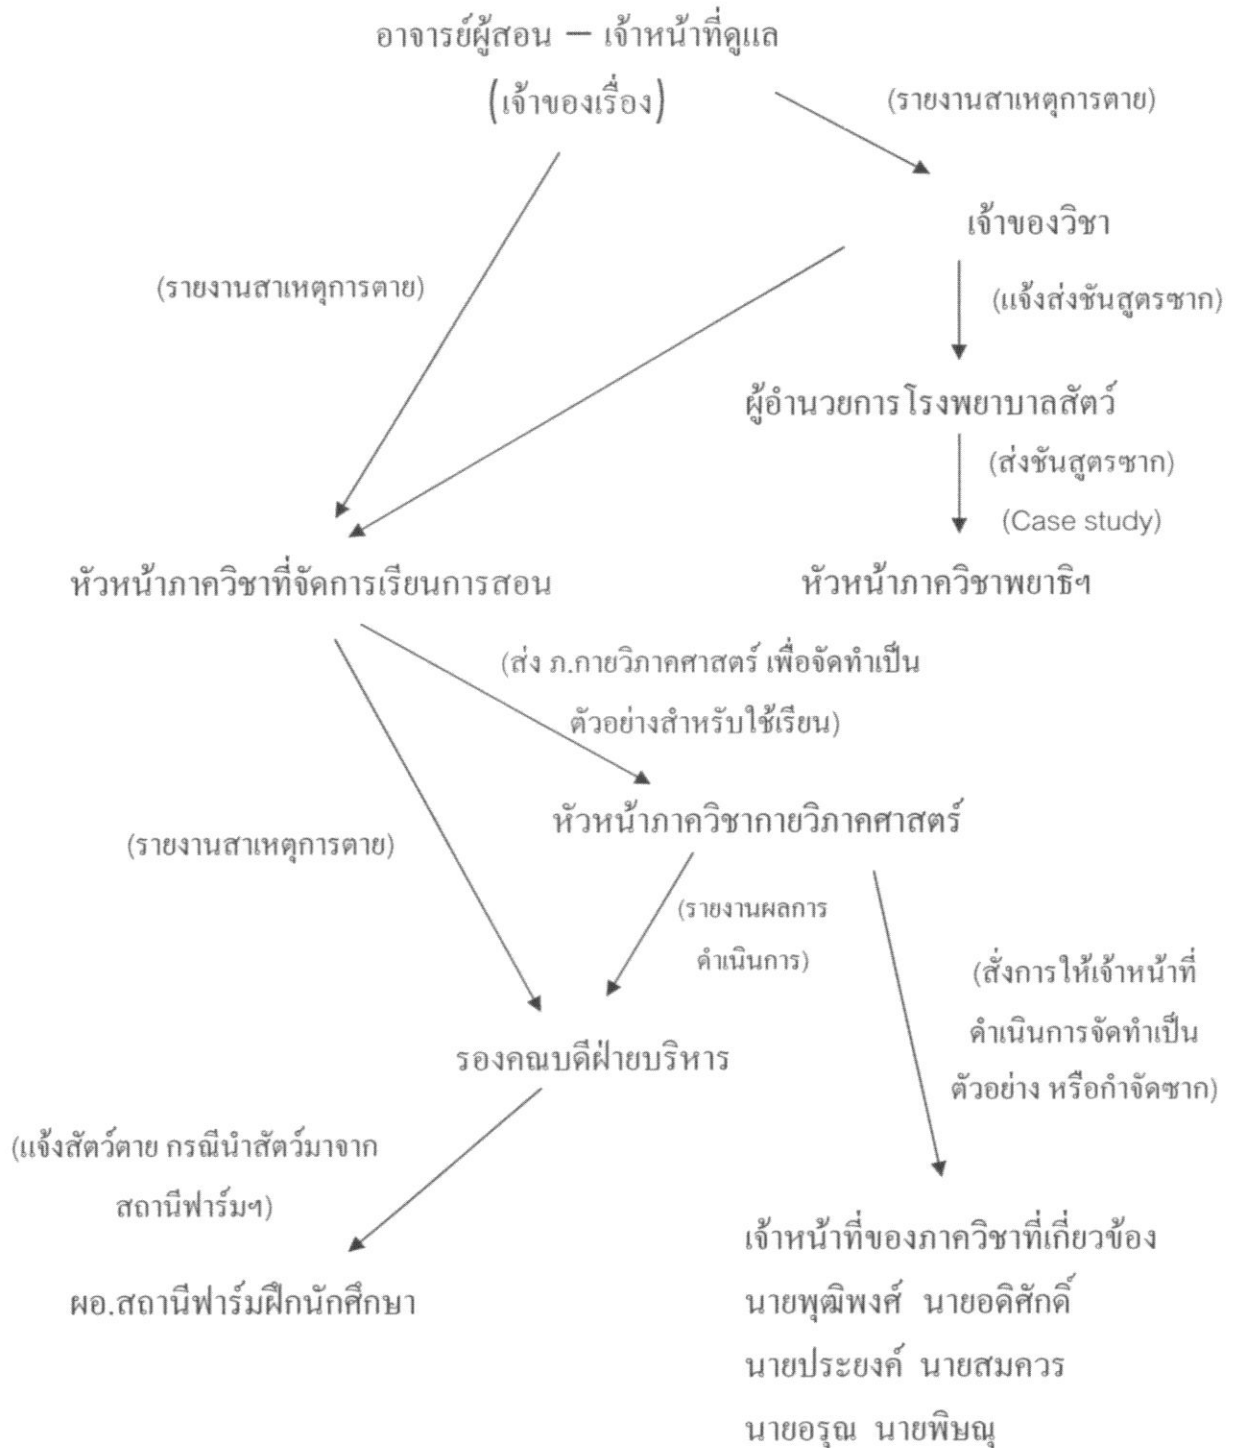 อาจารย์ผู้สอน – เจ้าหน้าที่ดูแล
(เจ้าของเรื่อง)
(รายงานสาเหตุการตาย)
เจ้าของวิชา
(รายงานสาเหตุการตาย)
(แจ้งส่งชันสูตรซาก)
ผู้อำนวยการโรงพยาบาลสัตว์
(ส่งชันสูตรซาก)
(Case study)
หัวหน้าภาควิชาที่จัดการเรียนการสอน
หัวหน้าภาควิชาพยาธิฯ
(ส่ง ภ.กายวิภาคศาสตร์ เพื่อจัดทำเป็น
ตัวอย่างสำหรับใช้เรียน)
หัวหน้าภาควิชากายวิภาคศาสตร์
(รายงานสาเหตุการตาย)
(รายงานผลการ
ดำเนินการ)
(สั่งการให้เจ้าหน้าที่
ดำเนินการจัดทำเป็น
ตัวอย่าง หรือกำจัดซาก)
รองคณบดีฝ่ายบริหาร
(แจ้งสัตว์ตาย กรณีนำสัตว์มาจาก
สถานีฟาร์มฯ)
ผอ.สถานีฟาร์มฝึกนักศึกษา
เจ้าหน้าที่ของภาควิชาที่เกี่ยวข้อง
นายพุฒิพงศ์ นายอดิศักดิ์
นายประยงค์ นายสมควร
นายอรุณ นายพิษณุ